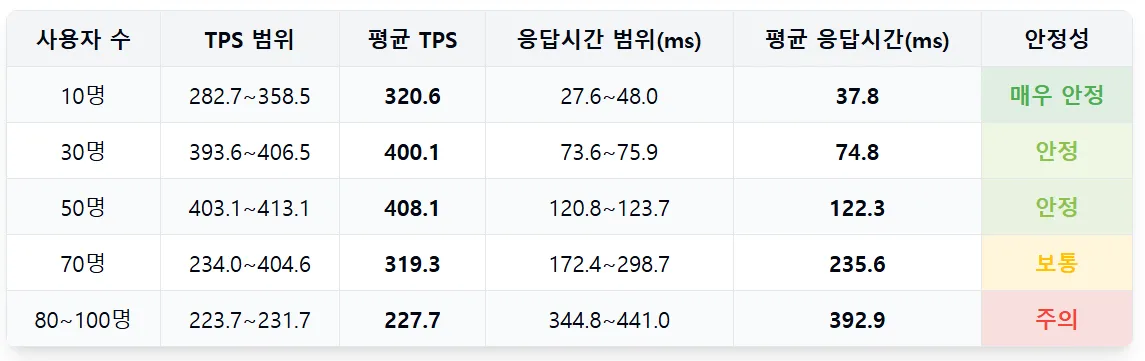 사용자 수 TPS 범위 평균 TPS 응답시간 범위(ms) 평균 응답시간(ms) 안정성
10명 282.7~358.5 320.6 27.6~48.0 37.8 매우 안정
30명 393.6~406.5 400.1 73.6~75.9 74.8 안정
50명 403.1~413.1 408.1 120.8~123.7 122.3 안정
70명 234.0~404.6 319.3 172.4~298.7 235.6 보통
80~100명 223.7~231.7 227.7 344.8~441.0 392.9 주의